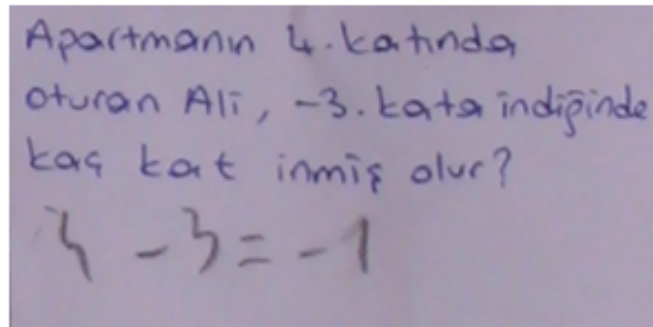 Apartmanın 4. katında
oturan Ali, -3. kata indiğinde
kaç kat inmiş olur?
4 - 3 = - 1